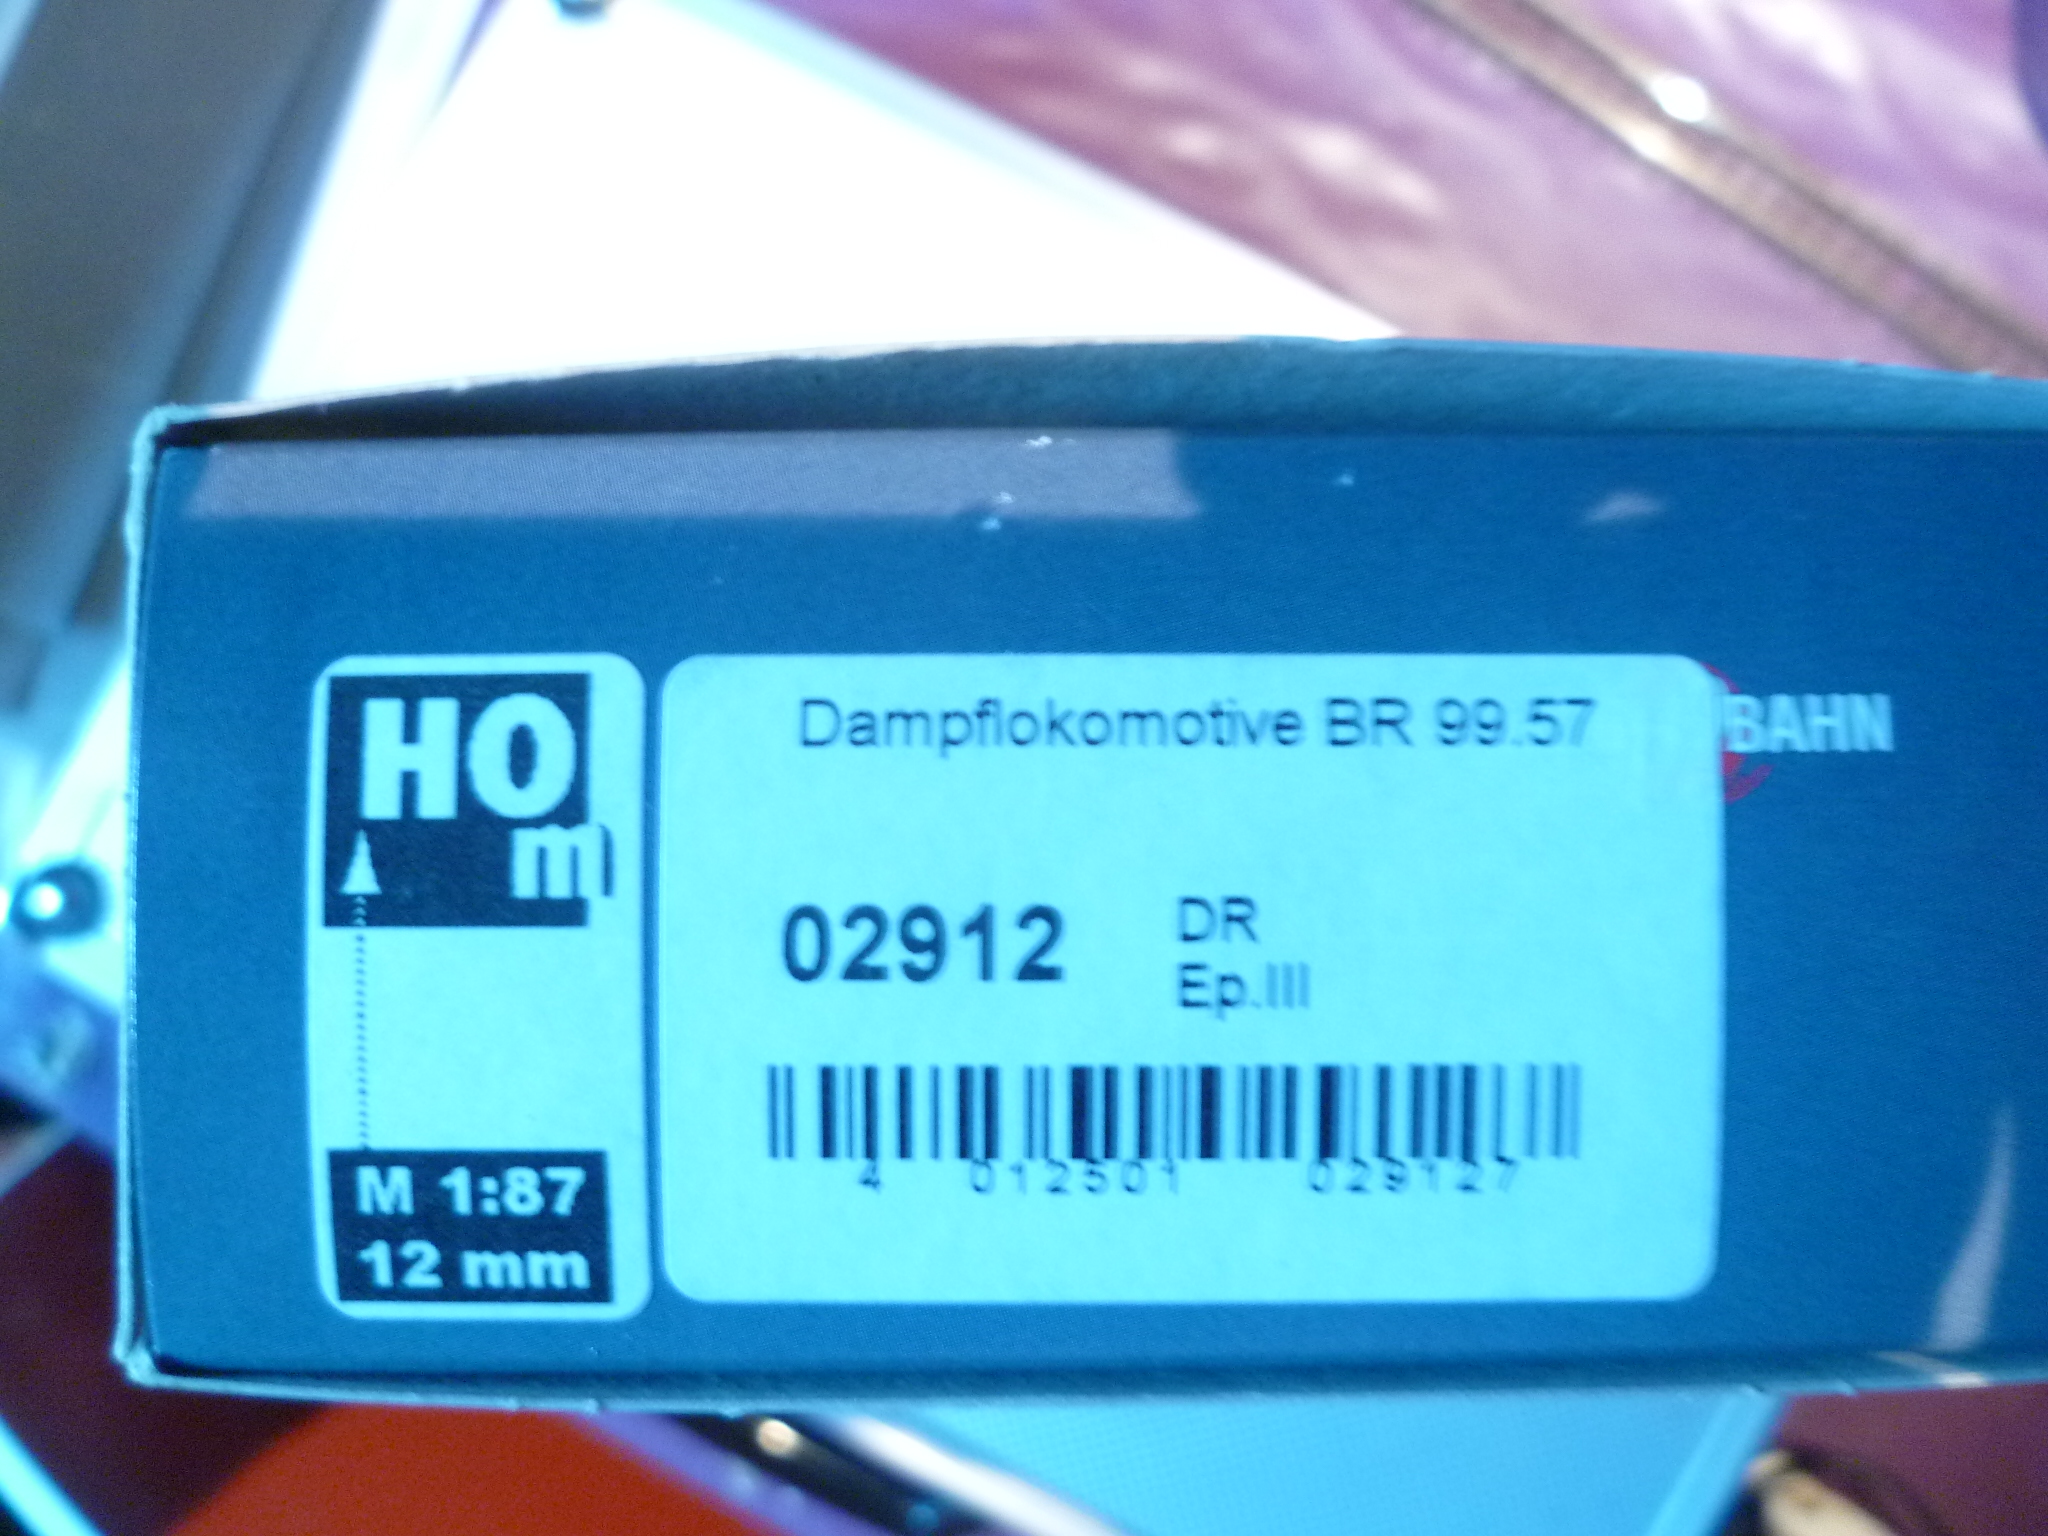 HO
m
M 1:87
12 mm
Dampflokomotive BR 99.57
BAHN
02912
DR
Ep.III
4 012501 029127